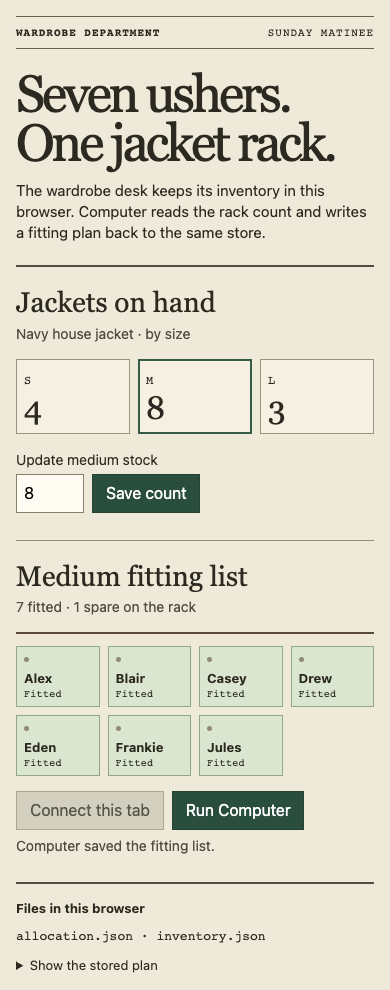 WARDROBE DEPARTMENT SUNDAY MATINEE
Seven ushers.
One jacket rack.
The wardrobe desk keeps its inventory in this
browser. Computer reads the rack count and writes
a fitting plan back to the same store.
Jackets on hand
Navy house jacket · by size
S M L
4 8 3
Update medium stock
8 Save count
Medium fitting list
7 fitted · 1 spare on the rack
Alex Blair Casey Drew
Fitted Fitted Fitted Fitted
Eden Frankie Jules
Fitted Fitted Fitted
Connect this tab Run Computer
Computer saved the fitting list.
Files in this browser
allocation.json · inventory.json
Show the stored plan